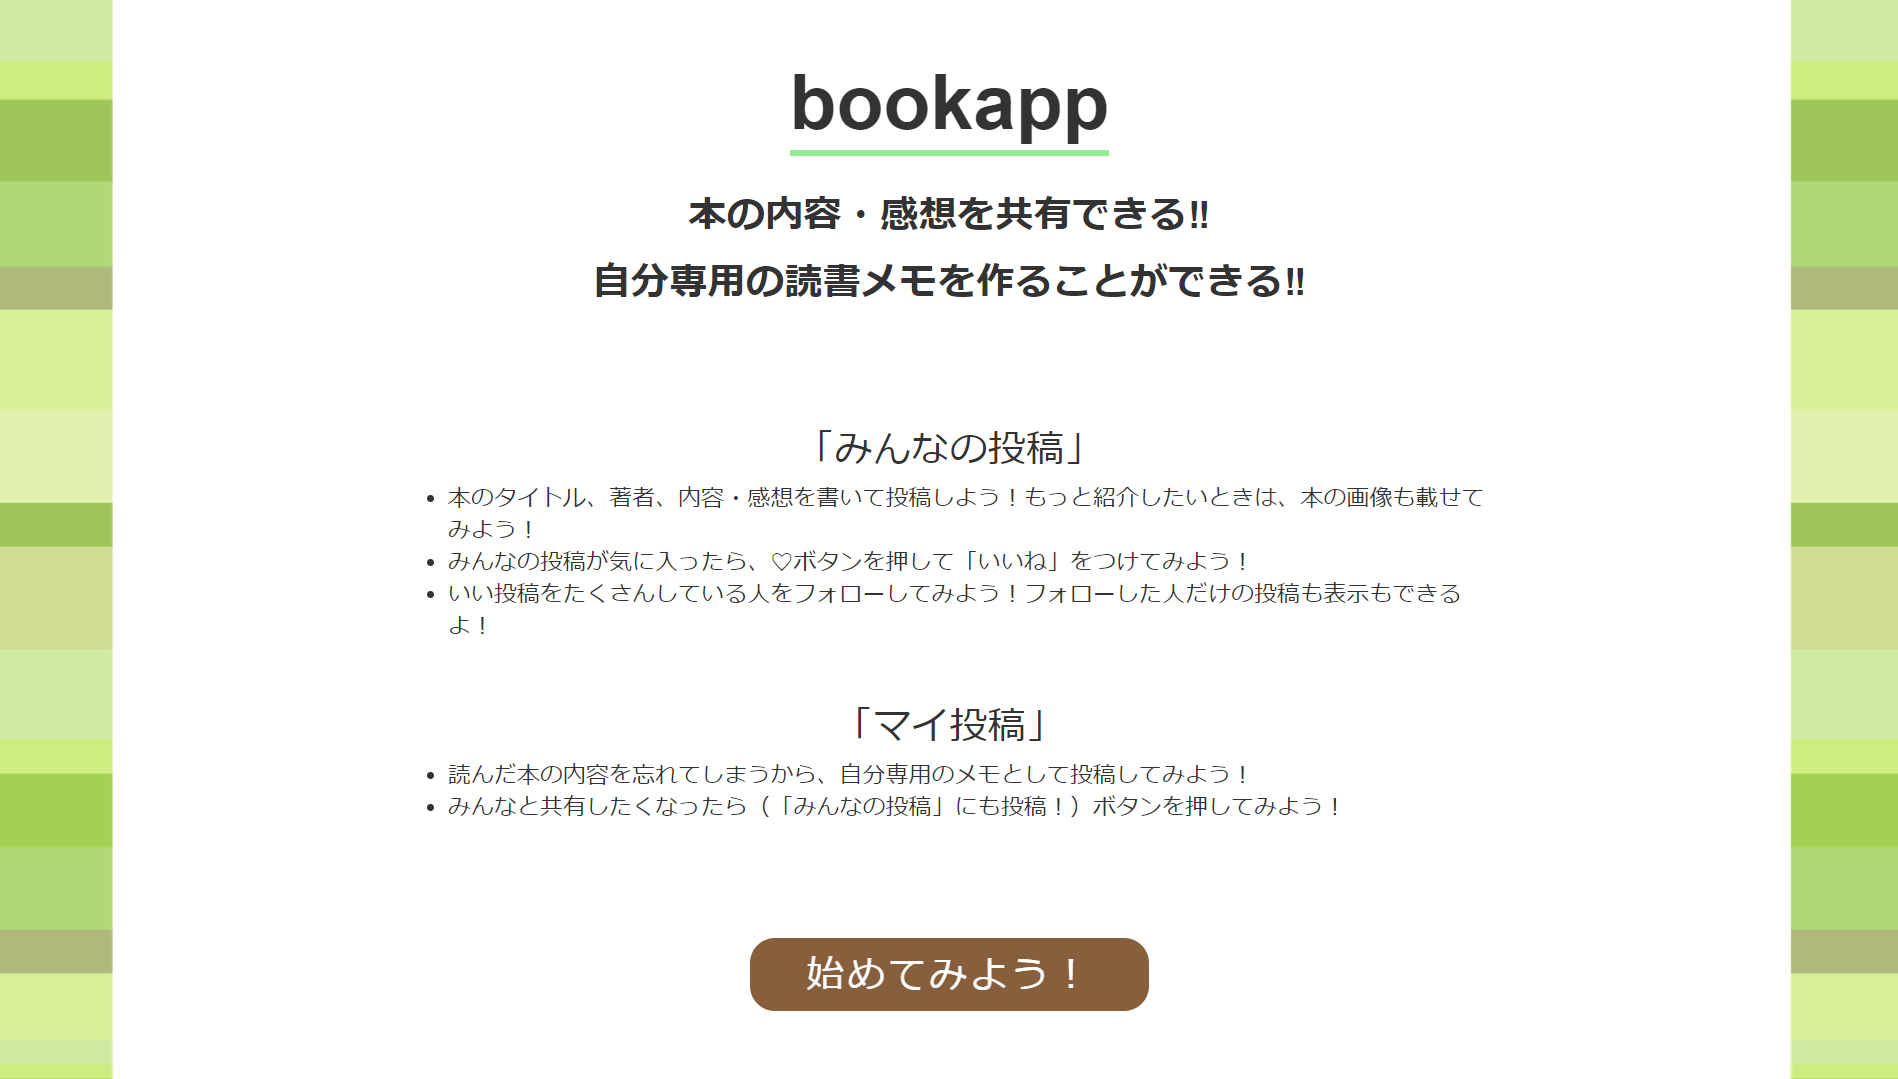 bookapp
本の内容・感想を共有できる!!
自分専用の読書メモを作ることができる!!
「みんなの投稿」
本のタイトル、著者、内容・感想を書いて投稿しよう！もっと紹介したいときは、本の画像も載せて
みよう！
みんなの投稿が気に入ったら、♡ボタンを押して「いいね」をつけてみよう！
いい投稿をたくさんしている人をフォローしてみよう！フォローした人だけの投稿も表示もできる
よ！
「マイ投稿」
読んだ本の内容を忘れてしまうから、自分専用のメモとして投稿してみよう！
みんなと共有したくなったら（「みんなの投稿」にも投稿！）ボタンを押してみよう！
始めてみよう！